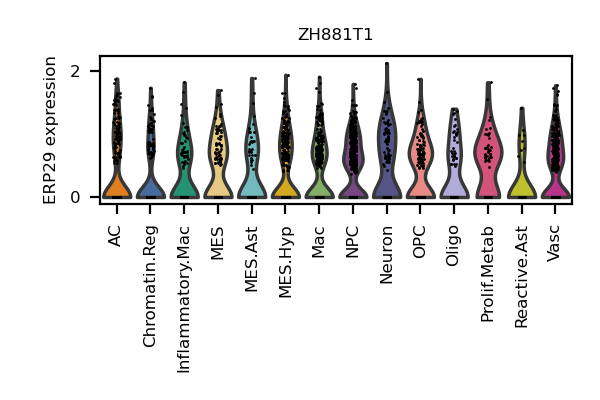 ZH881T1
ERP29 expression
2
0
AC
Chromatin.Reg
Inflammatory.Mac
MES
MES.Ast
MES.Hyp
Mac
NPC
Neuron
OPC
Oligo
Prolif.Metab
Reactive.Ast
Vasc